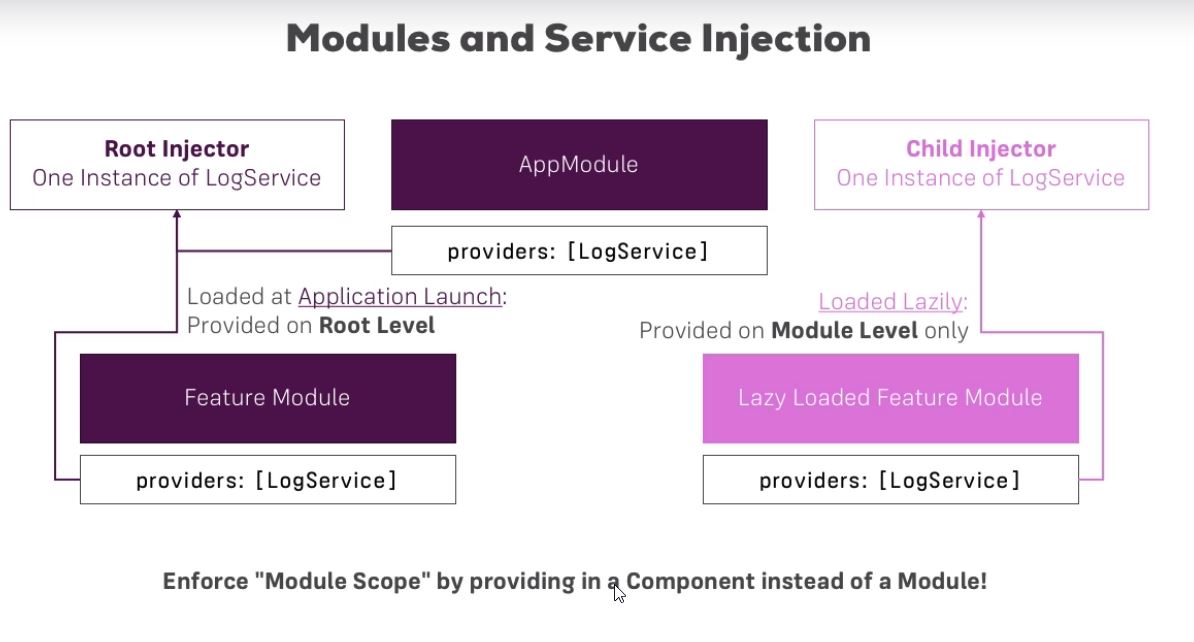 Modules and Service Injection
Root Injector
One Instance of LogService
AppModule
Child Injector
One Instance of LogService
providers: [LogService]
Loaded at Application Launch:
Provided on Root Level
Loaded Lazily:
Provided on Module Level only
Feature Module
Lazy Loaded Feature Module
providers: [LogService]
providers: [LogService]
Enforce "Module Scope" by providing in a Component instead of a Module!